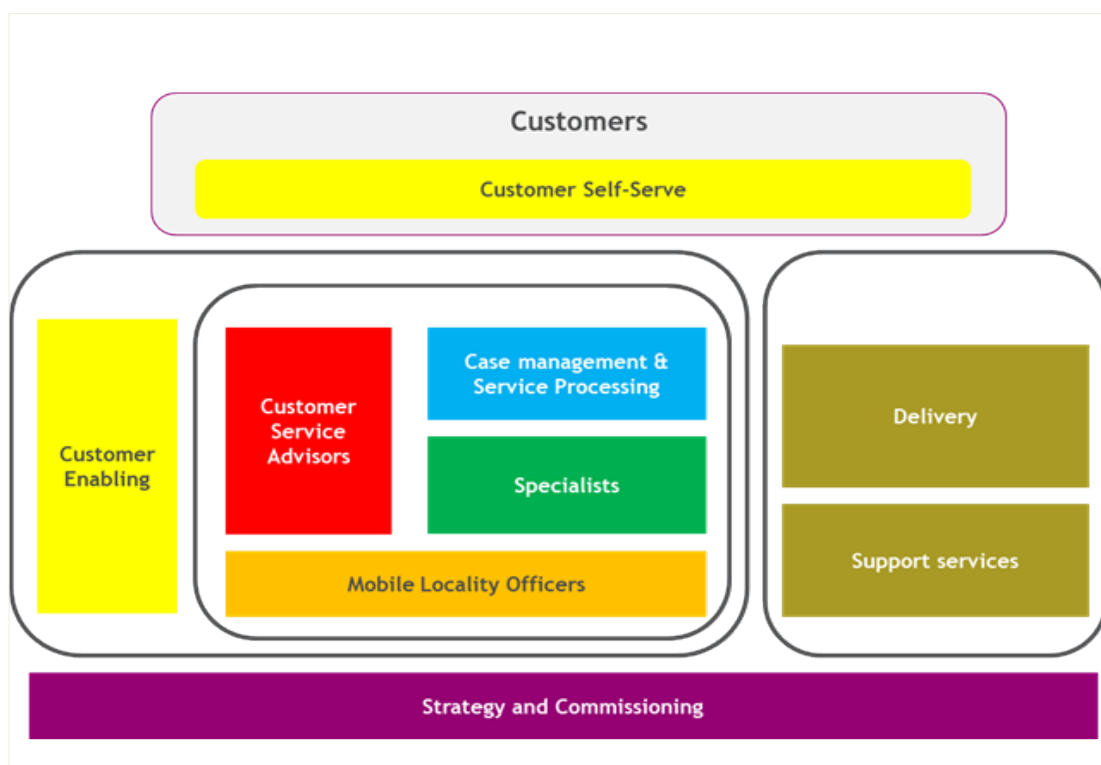 Customers
Customer Self-Serve
Customer
Enabling
Customer
Service
Advisors
Case management &
Service Processing
Specialists
Mobile Locality Officers
Delivery
Support services
Strategy and Commissioning